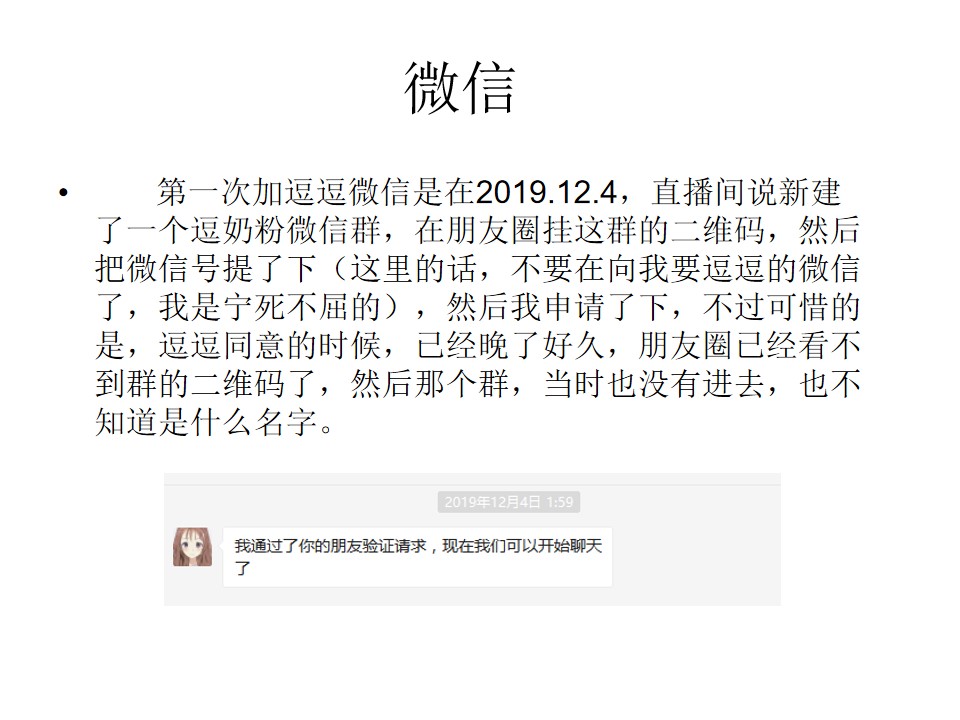 微信
• 第一次加逗逗微信是在2019.12.4，直播间说新建
了一个逗奶粉微信群，在朋友圈挂这群的二维码，然后
把微信号提了下（这里的话，不要在向我要逗逗的微信
了，我是宁死不屈的），然后我申请了下，不过可惜的
是，逗逗同意的时候，已经晚了好久，朋友圈已经看不
到群的二维码了，然后那个群，当时也没有进去，也不
知道是什么名字。
2019年12月4日 1:59
我通过了你的朋友验证请求，现在我们可以开始聊天
了